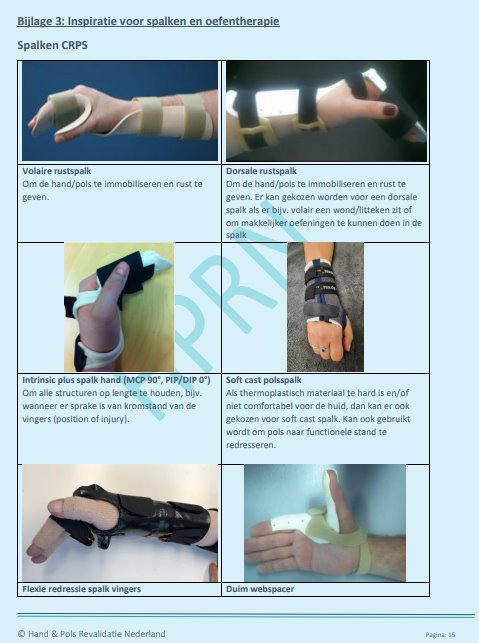 Bijlage 3: Inspiratie voor spalken en oefentherapie
Spalken CRPS
Volaire rustspalk
Om de hand/pols te immobiliseren en rust te
geven.
Dorsale rustspalk
Om de hand/pols te immobiliseren en rust te
geven. Er kan gekozen worden voor een dorsale
spalk als er bijv. volair een wond/litteken zit of
om makkelijker oefeningen te kunnen doen in de
spalk
Intrinsic plus spalk hand (MCP 90°, PIP/DIP 0°)
Om alle structuren op lengte te houden, bijv.
wanneer er sprake is van kromstand van de
vingers (position of injury).
Soft cast polsspalk
Als thermoplastisch materiaal te hard is en/of
niet comfortabel voor de huid, dan kan er ook
gekozen voor soft cast spalk. Kan ook gebruikt
wordt om pols naar functionele stand te
redresseren.
Flexie redressie spalk vingers
Duim webspacer
HPRN
© Hand & Pols Revalidatie Nederland
Pagina: 15